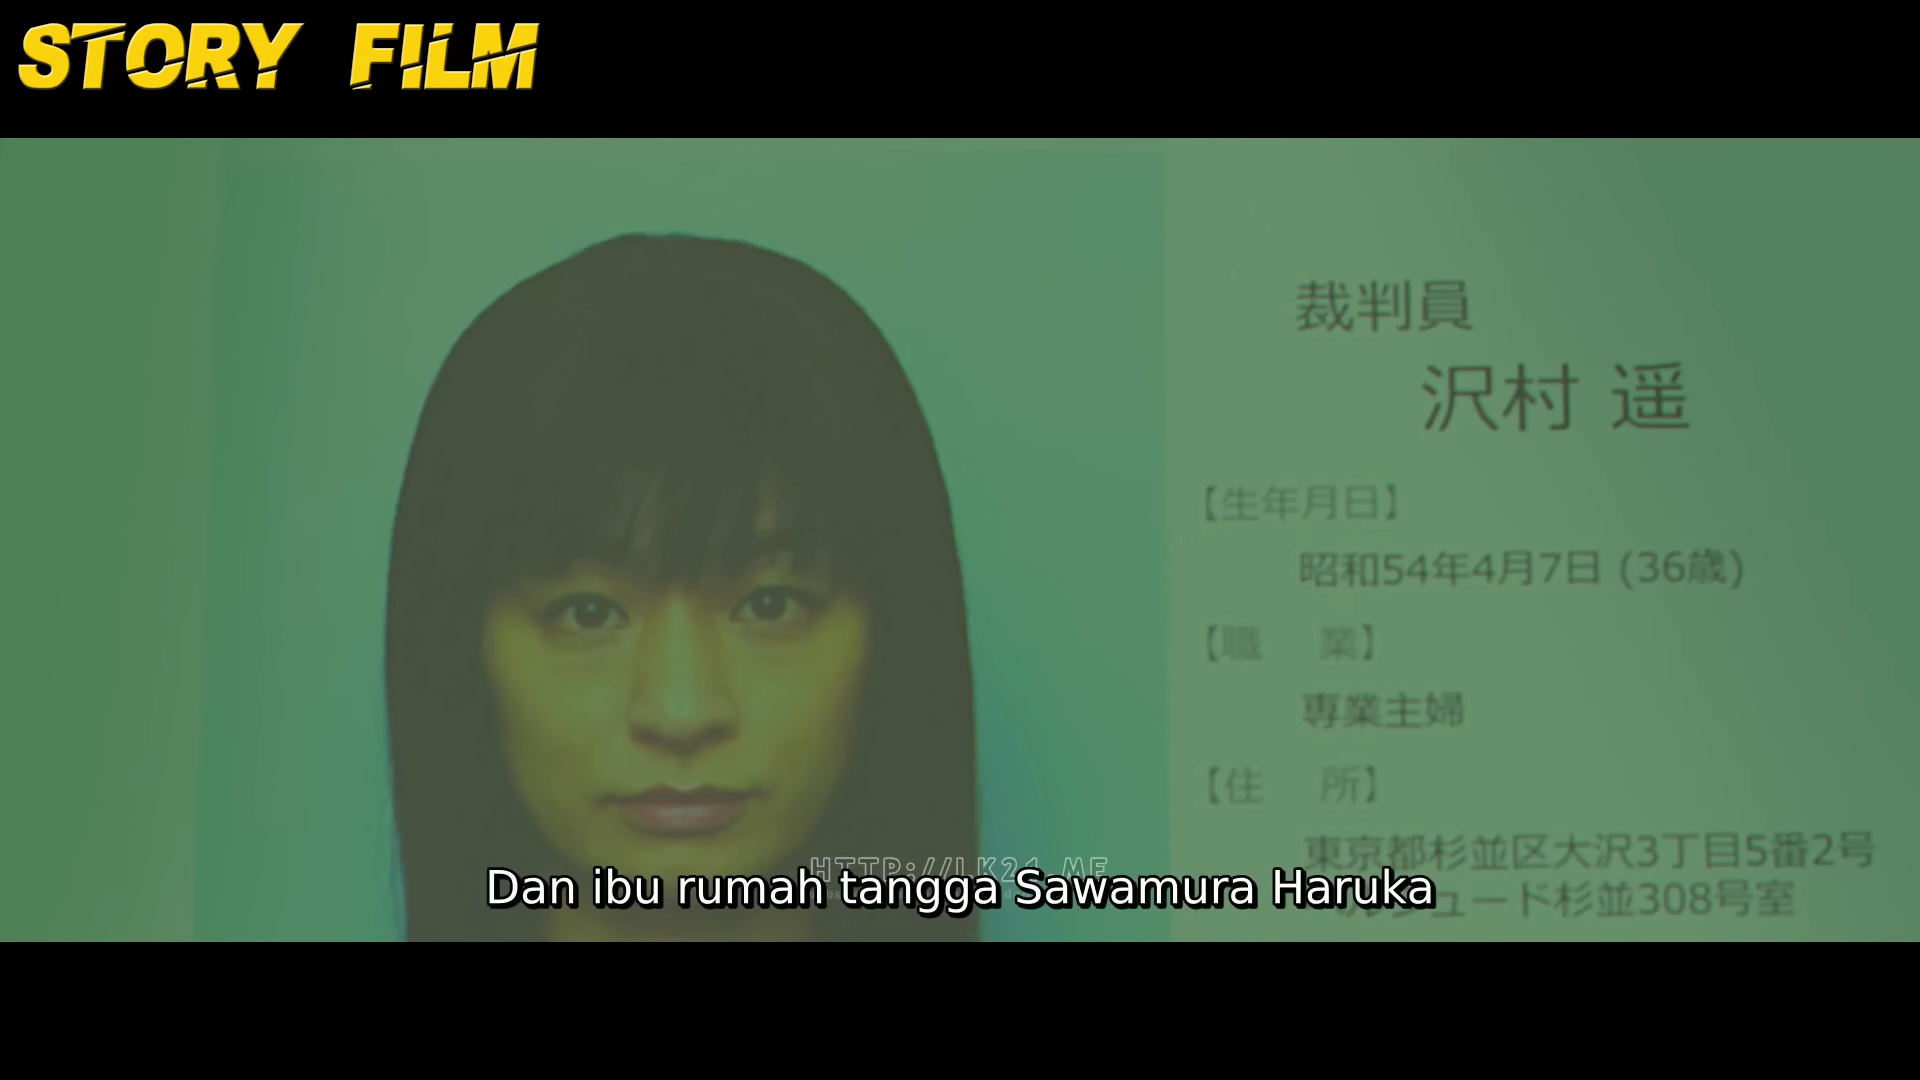 STORY FILM
裁判員
沢村 遥
【生年月日】
昭和54年4月7日 (36歳)
【職 業】
専業主婦
【住 所】
東京都杉並区大沢3丁目5番2号
ュード杉並308号室
HTTP://LK21.ME
Dan ibu rumah tangga Sawamura Haruka